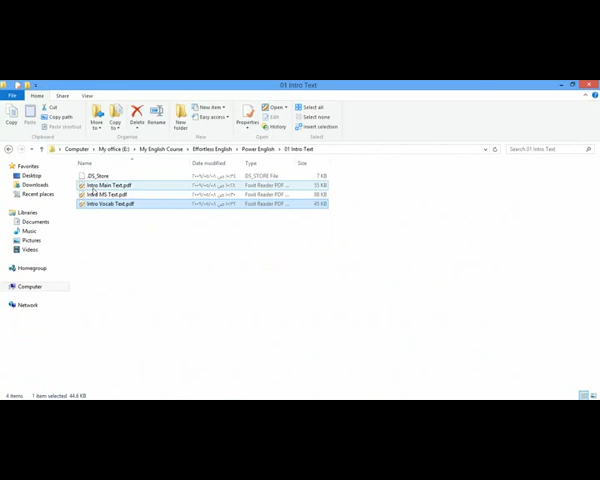 01 Intro Text
File Home Share View
Copy Paste Cut Copy path Paste shortcut Move to Copy to Delete Rename New folder New item Easy access Properties Open Edit History Select all Select none Invert selection
Clipboard Organise New Open Select
Computer My office (E:) My English Course Effortless English Power English 01 Intro Text Search 01 Intro Text
Favorites
Desktop
Downloads
Recent places
Libraries
Documents
Music
Pictures
Videos
Homegroup
Computer
Network
Name Date modified Type Size
.DS_Store DS_STORE File 7 KB
Intro Main Text.pdf Foxit Reader PDF ... 55 KB
Intro MS Text.pdf Foxit Reader PDF ... 88 KB
Intro Vocab Text.pdf Foxit Reader PDF ... 45 KB
4 items 1 item selected 44.6 KB